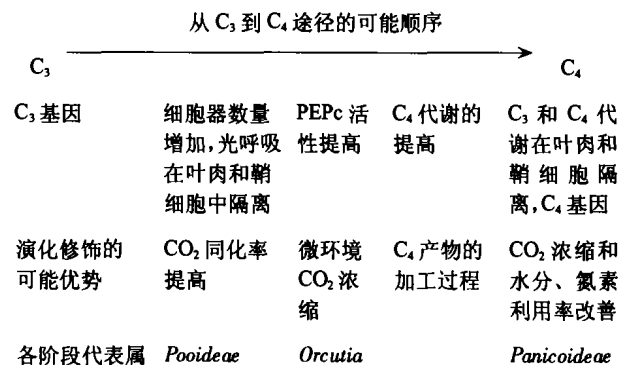 从 C₃ 到 C₄ 途径的可能顺序
C₃ C₄
C₃ 基因 细胞器数量 PEPc 活 C₄ 代谢的 C₃ 和 C₄ 代
增加,光呼吸 性提高 提高 谢在叶肉和
在叶肉和鞘 鞘细胞隔
细胞中隔离 离,C₄ 基因
演化修饰的 CO₂ 同化率 微环境 C₄ 产物的 CO₂ 浓缩和
可能优势 提高 CO₂ 浓 加工过程 水分、氮素
缩 利用率改善
各阶段代表属 Pooideae Orcutia Panicoideae